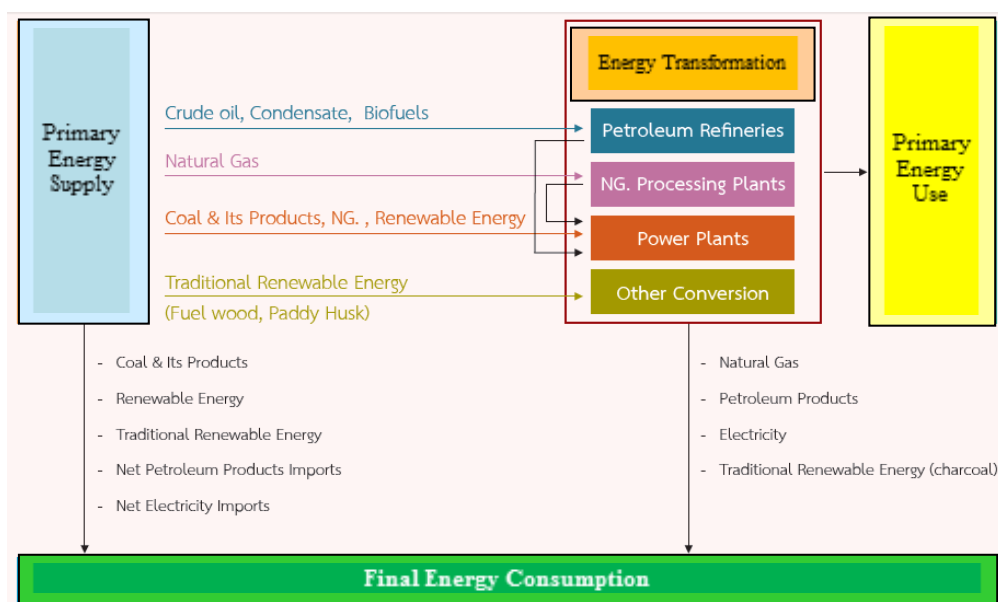 Primary
Energy
Supply
Crude oil, Condensate, Biofuels
Natural Gas
Coal & Its Products, NG. , Renewable Energy
Traditional Renewable Energy
(Fuel wood, Paddy Husk)
Energy Transformation
Petroleum Refineries
NG. Processing Plants
Power Plants
Other Conversion
Primary
Energy
Use
- Coal & Its Products
- Renewable Energy
- Traditional Renewable Energy
- Net Petroleum Products Imports
- Net Electricity Imports
- Natural Gas
- Petroleum Products
- Electricity
- Traditional Renewable Energy (charcoal)
Final Energy Consumption